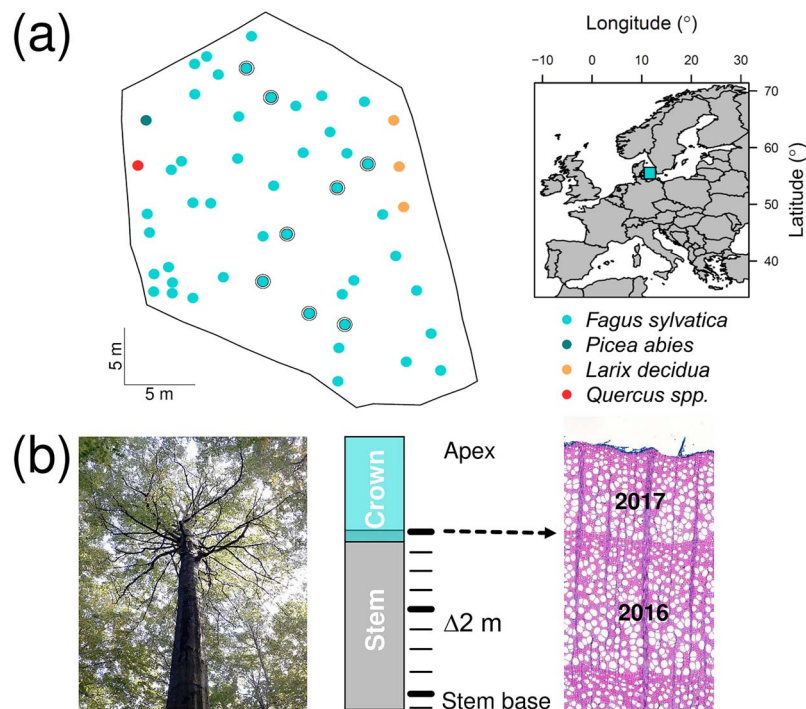 (a)
Longitude (°)
−10 0 10 20 30
70
60
50
40
Latitude (°)
5 m
5 m
Fagus sylvatica
Picea abies
Larix decidua
Quercus spp.
(b)
Crown
Stem
Apex
Δ2 m
Stem base
2017
2016